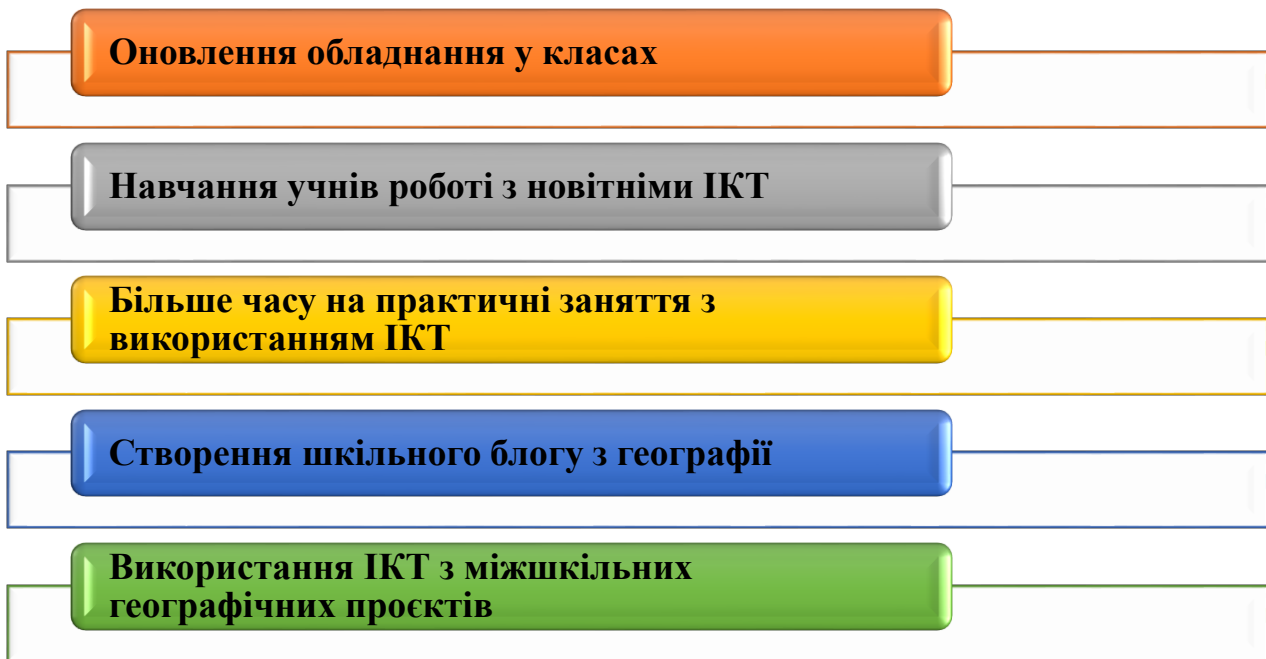 Оновлення обладнання у класах
Навчання учнів роботі з новітніми ІКТ
Більше часу на практичні заняття з
використанням ІКТ
Створення шкільного блогу з географії
Використання ІКТ з міжшкільних
географічних проєктів